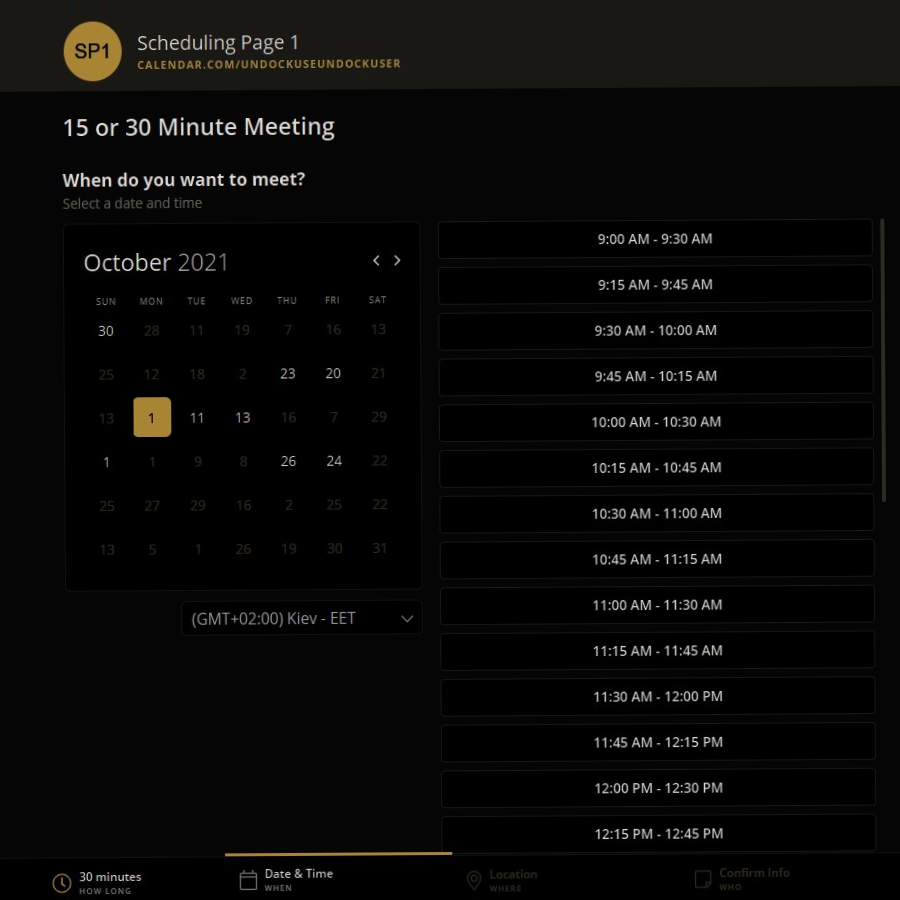 SP1
Scheduling Page 1
CALENDAR.COM/UNDOCKUSEUNDOCKUSER
15 or 30 Minute Meeting
When do you want to meet?
Select a date and time
October 2021
SUN MON TUE WED THU FRI SAT
30 28 11 19 7 16 13
25 12 18 2 23 20 21
13 1 11 13 16 7 29
1 1 9 8 26 24 22
25 27 29 16 2 25 22
13 5 1 26 19 30 31
(GMT+02:00) Kiev - EET
9:00 AM - 9:30 AM
9:15 AM - 9:45 AM
9:30 AM - 10:00 AM
9:45 AM - 10:15 AM
10:00 AM - 10:30 AM
10:15 AM - 10:45 AM
10:30 AM - 11:00 AM
10:45 AM - 11:15 AM
11:00 AM - 11:30 AM
11:15 AM - 11:45 AM
11:30 AM - 12:00 PM
11:45 AM - 12:15 PM
12:00 PM - 12:30 PM
12:15 PM - 12:45 PM
30 minutes
HOW LONG
Date & Time
WHEN
Location
WHERE
Confirm Info
WHO